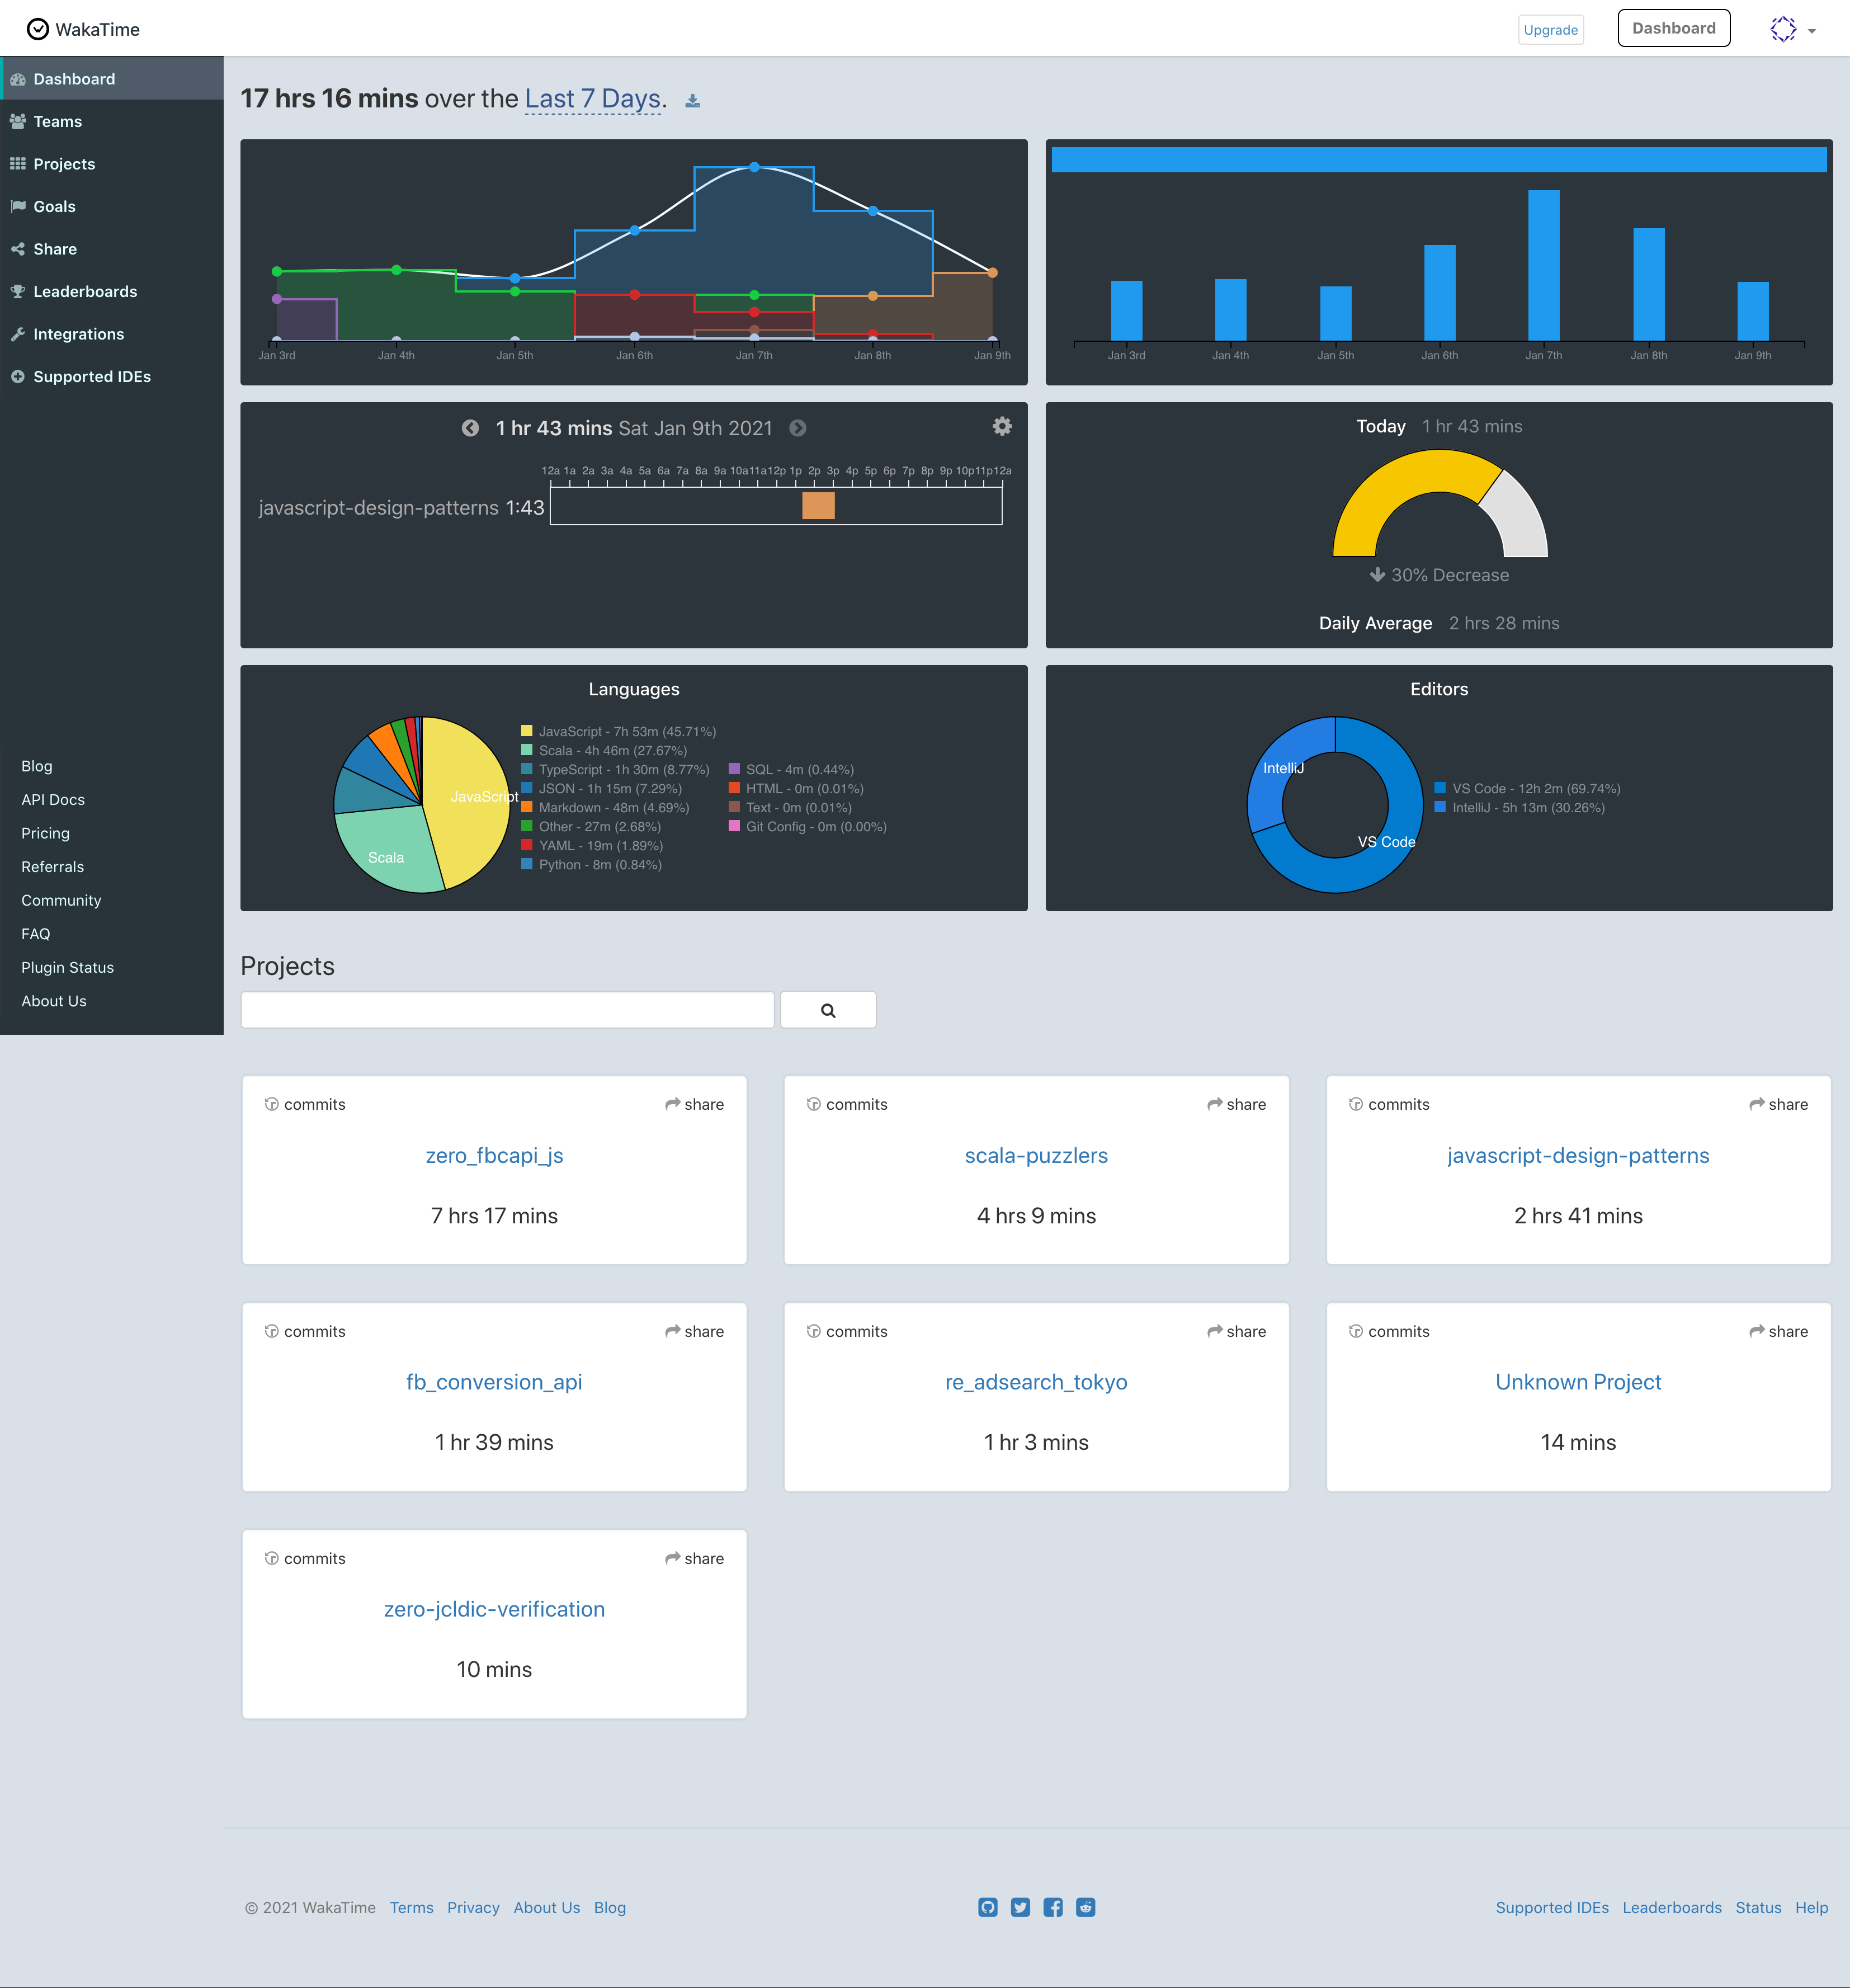 WakaTime
Upgrade
Dashboard
Dashboard
Teams
Projects
Goals
Share
Leaderboards
Integrations
Supported IDEs
Blog
API Docs
Pricing
Referrals
Community
FAQ
Plugin Status
About Us
17 hrs 16 mins over the Last 7 Days.
Jan 3rd Jan 4th Jan 5th Jan 6th Jan 7th Jan 8th Jan 9th
Jan 3rd Jan 4th Jan 5th Jan 6th Jan 7th Jan 8th Jan 9th
1 hr 43 mins Sat Jan 9th 2021
12a 1a 2a 3a 4a 5a 6a 7a 8a 9a 10a 11a 12p 1p 2p 3p 4p 5p 6p 7p 8p 9p 10p 11p 12a
javascript-design-patterns 1:43
Today 1 hr 43 mins
30% Decrease
Daily Average 2 hrs 28 mins
Languages
JavaScript
Scala
JavaScript - 7h 53m (45.71%)
Scala - 4h 46m (27.67%)
TypeScript - 1h 30m (8.77%)
JSON - 1h 15m (7.29%)
Markdown - 48m (4.69%)
Other - 27m (2.68%)
YAML - 19m (1.89%)
Python - 8m (0.84%)
SQL - 4m (0.44%)
HTML - 0m (0.01%)
Text - 0m (0.01%)
Git Config - 0m (0.00%)
Editors
IntelliJ
VS Code
VS Code - 12h 2m (69.74%)
IntelliJ - 5h 13m (30.26%)
Projects
commits share
zero_fbcapi_js
7 hrs 17 mins
commits share
scala-puzzlers
4 hrs 9 mins
commits share
javascript-design-patterns
2 hrs 41 mins
commits share
fb_conversion_api
1 hr 39 mins
commits share
re_adsearch_tokyo
1 hr 3 mins
commits share
Unknown Project
14 mins
commits share
zero-jcldic-verification
10 mins
© 2021 WakaTime Terms Privacy About Us Blog
Supported IDEs Leaderboards Status Help